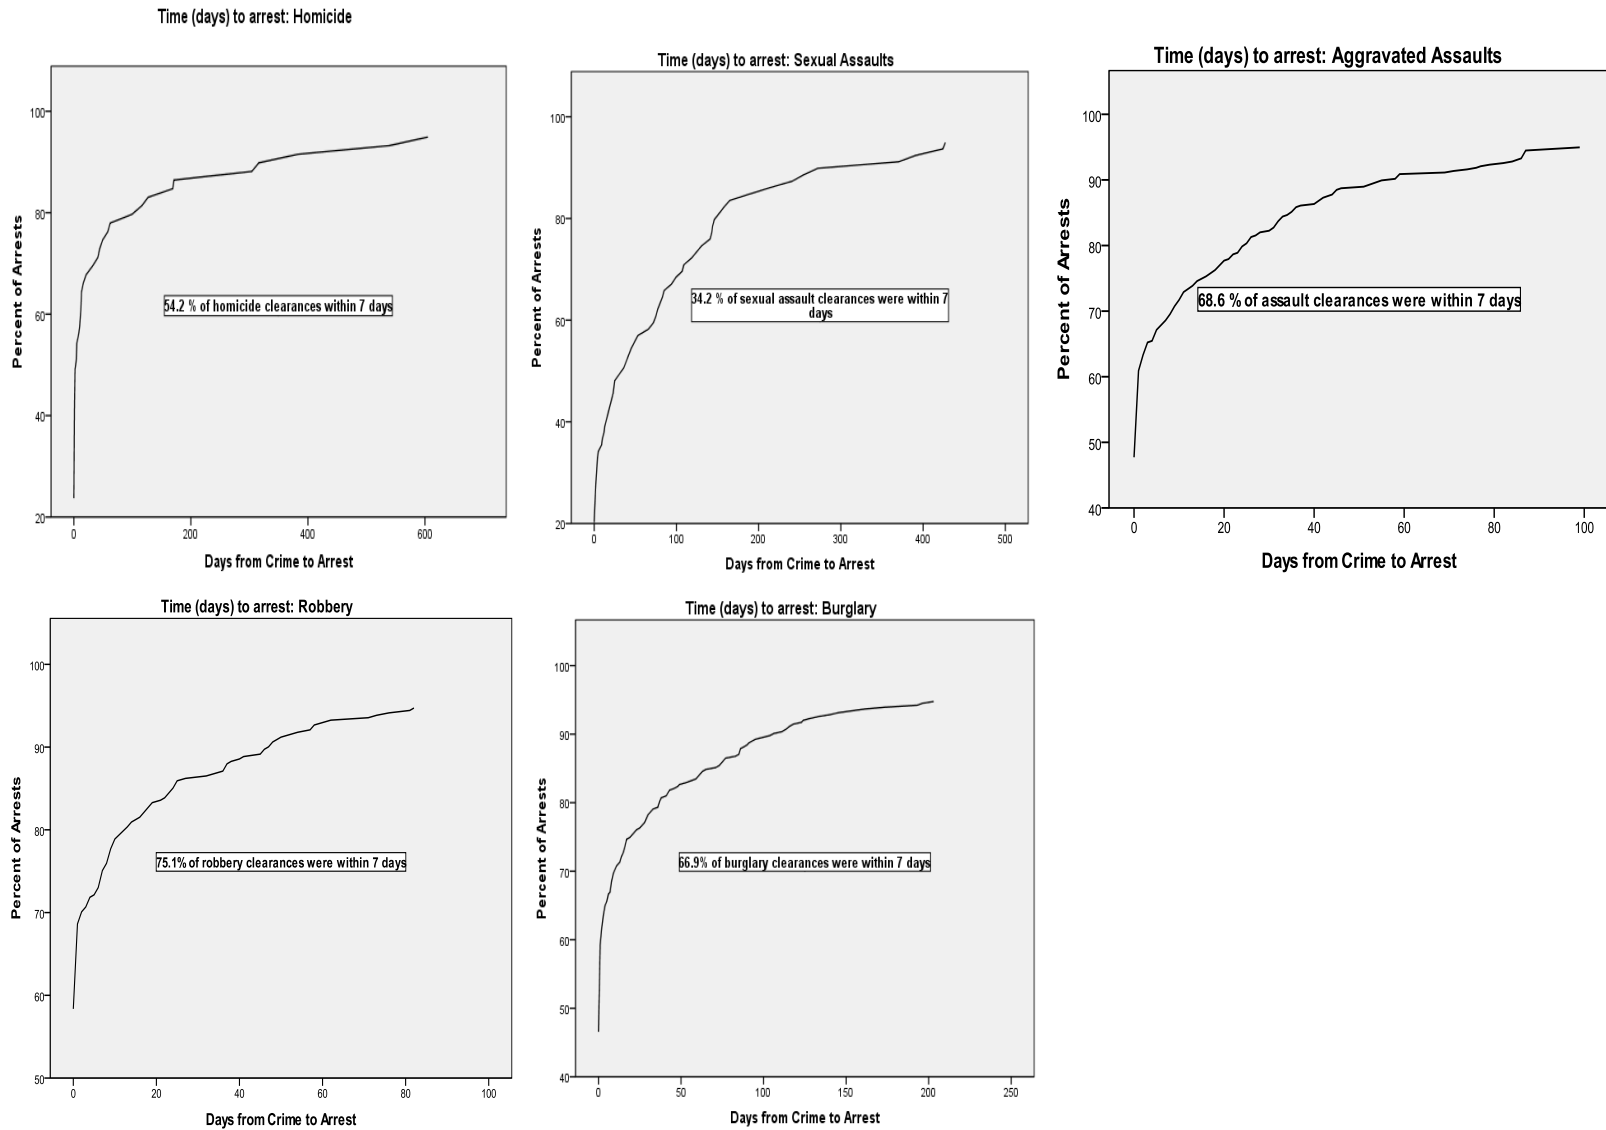 Time (days) to arrest: Homicide
100
80
60
40
20
0
200
400
600
Percent of Arrests
Days from Crime to Arrest
54.2 % of homicide clearances within 7 days
Time (days) to arrest: Sexual Assaults
100
80
60
40
20
0
100
200
300
400
500
Percent of Arrests
Days from Crime to Arrest
34.2 % of sexual assault clearances were within 7
days
Time (days) to arrest: Aggravated Assaults
100
90
80
70
60
50
40
0
20
40
60
80
100
Percent of Arrests
Days from Crime to Arrest
68.6 % of assault clearances were within 7 days
Time (days) to arrest: Robbery
100
90
80
70
60
50
0
20
40
60
80
100
Percent of Arrests
Days from Crime to Arrest
75.1% of robbery clearances were within 7 days
Time (days) to arrest: Burglary
100
90
80
70
60
50
40
0
50
100
150
200
250
Percent of Arrests
Days from Crime to Arrest
66.9% of burglary clearances were within 7 days